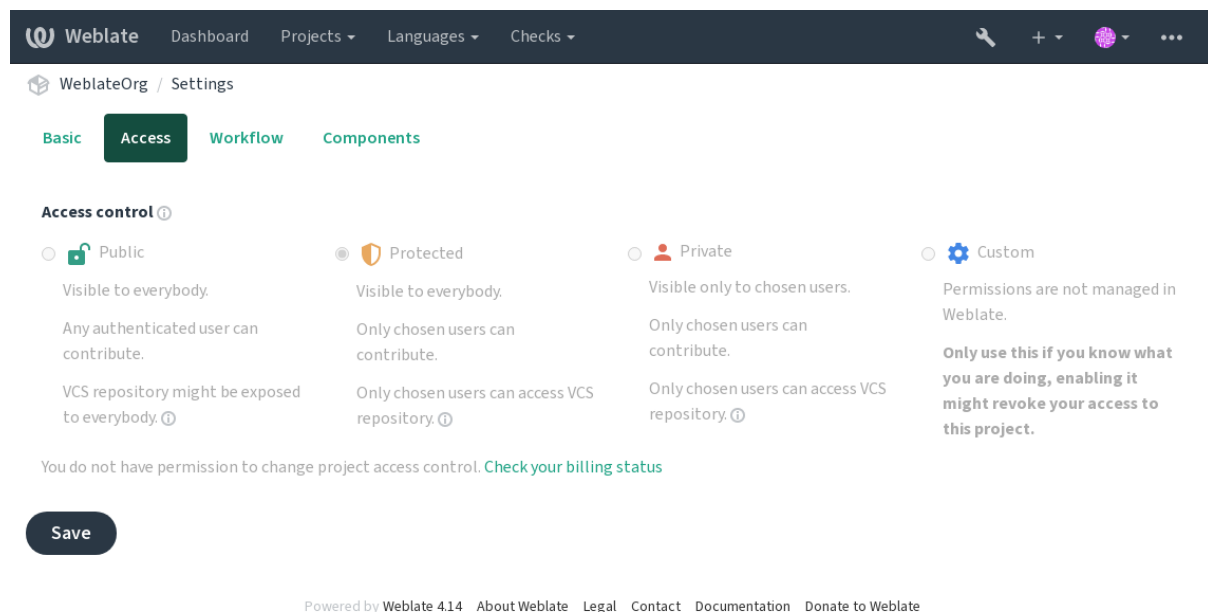 Weblate Dashboard Projects Languages Checks
WeblateOrg / Settings
Basic Access Workflow Components
Access control
Public
Visible to everybody.
Any authenticated user can
contribute.
VCS repository might be exposed
to everybody.
Protected
Visible to everybody.
Only chosen users can
contribute.
Only chosen users can access VCS
repository.
Private
Visible only to chosen users.
Only chosen users can
contribute.
Only chosen users can access VCS
repository.
Custom
Permissions are not managed in
Weblate.
Only use this if you know what
you are doing, enabling it
might revoke your access to
this project.
You do not have permission to change project access control. Check your billing status
Save
Powered by Weblate 4.14 About Weblate Legal Contact Documentation Donate to Weblate